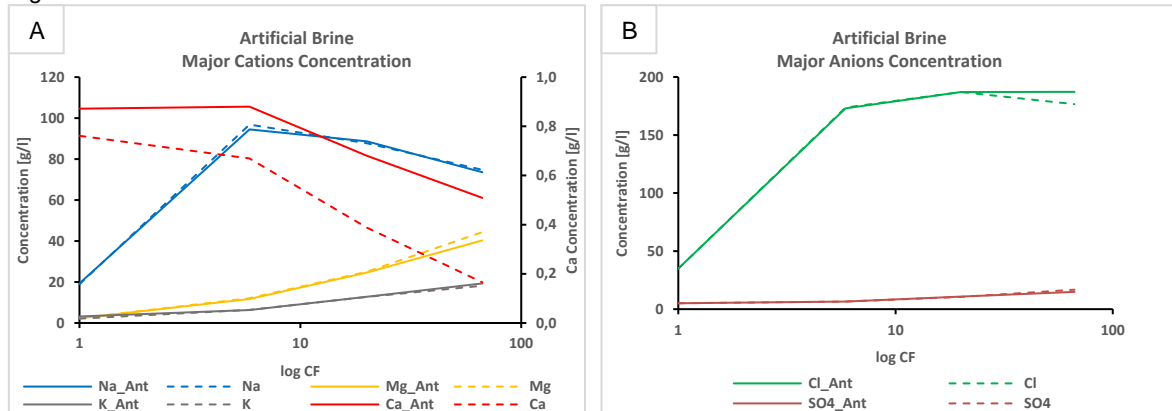 A
Artificial Brine
Major Cations Concentration
Concentration [g/l]
120
100
80
60
40
20
0
1,0
0,8
0,6
0,4
0,2
0,0
Ca Concentration [g/l]
1
10
100
log CF
Na_Ant
Na
Mg_Ant
Mg
K_Ant
K
Ca_Ant
Ca
B
Artificial Brine
Major Anions Concentration
Concentration [g/l]
200
150
100
50
0
1
10
100
log CF
Cl_Ant
Cl
SO4_Ant
SO4